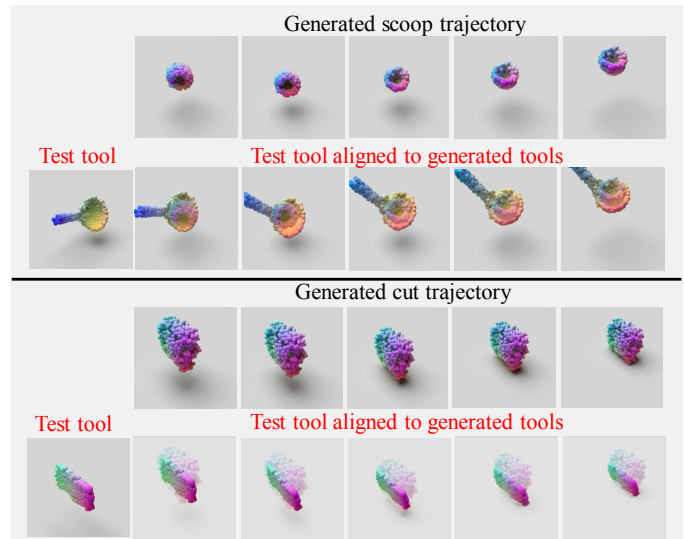 Generated scoop trajectory
Test tool
Test tool aligned to generated tools
Generated cut trajectory
Test tool
Test tool aligned to generated tools